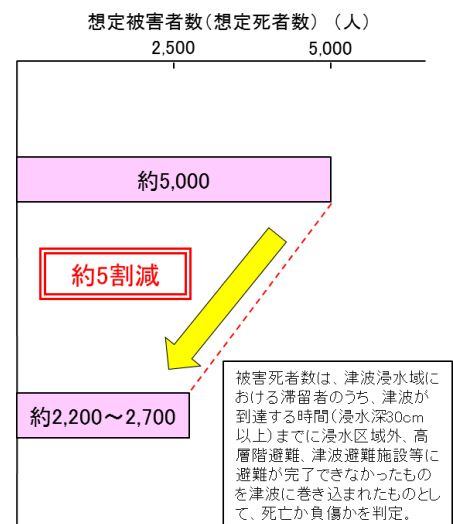 想定被害者数(想定死者数) (人)
2,500 5,000
約5,000
約5割減
約2,200～2,700
被害死者数は、津波浸水域に
おける滞留者のうち、津波が
到達する時間(浸水深30cm
以上)までに浸水区域外、高
層階避難、津波避難施設等に
避難が完了できなかったもの
を津波に巻き込まれたものとし
て、死亡か負傷かを判定。